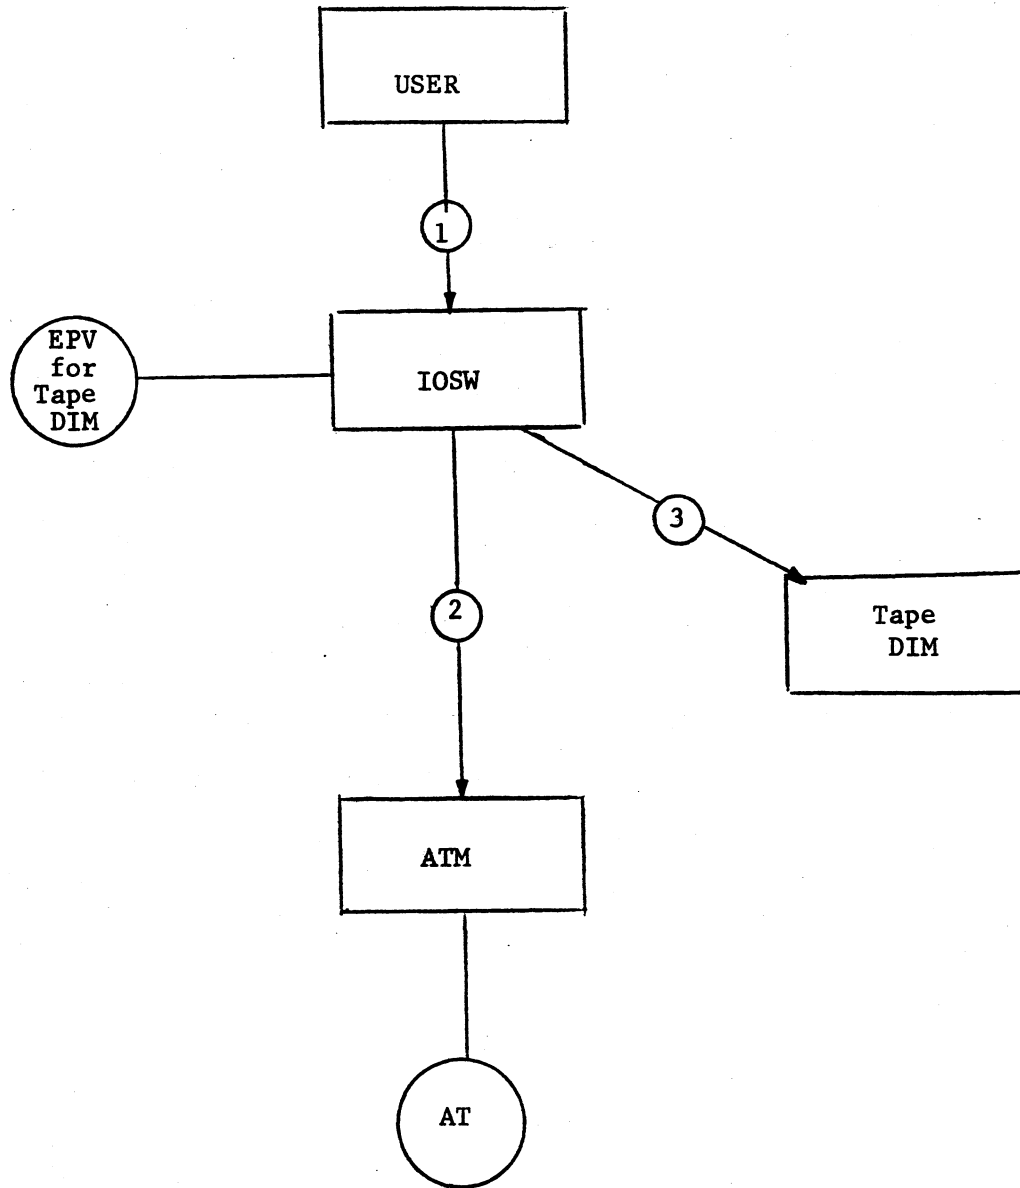 USER
1
EPV
for
Tape
DIM
IOSW
3
2
Tape
DIM
ATM
AT